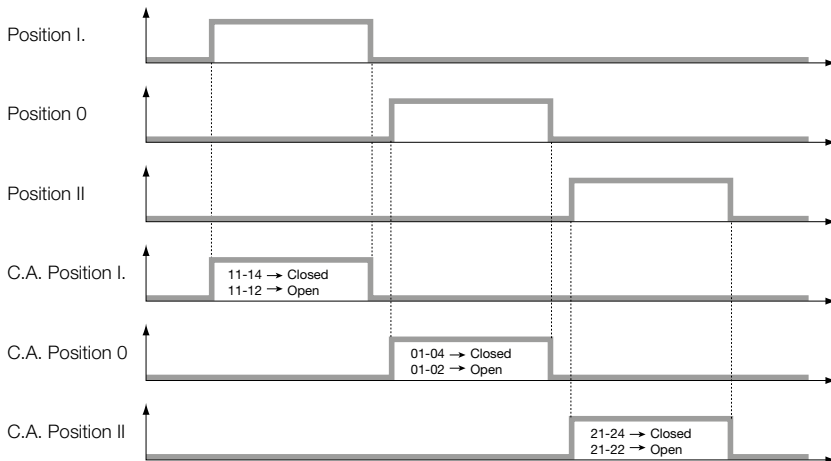 Position I.
Position 0
Position II
C.A. Position I.
11-14 → Closed
11-12 → Open
C.A. Position 0
01-04 → Closed
01-02 → Open
C.A. Position II
21-24 → Closed
21-22 → Open